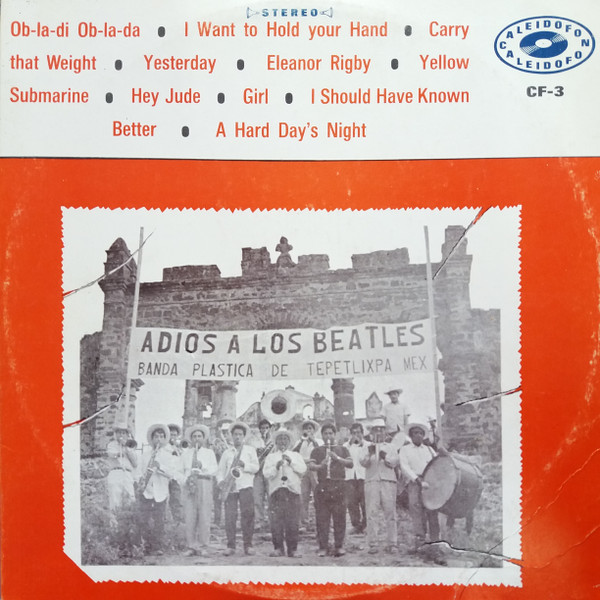 STEREO
Ob-la-di Ob-la-da • I Want to Hold your Hand • Carry
that Weight • Yesterday • Eleanor Rigby • Yellow
Submarine • Hey Jude • Girl • I Should Have Known
Better • A Hard Day's Night
CALEIDOFON
CALEIDOFON
CF-3
ADIOS A LOS BEATLES
BANDA PLASTICA DE TEPETLIXPA MEX